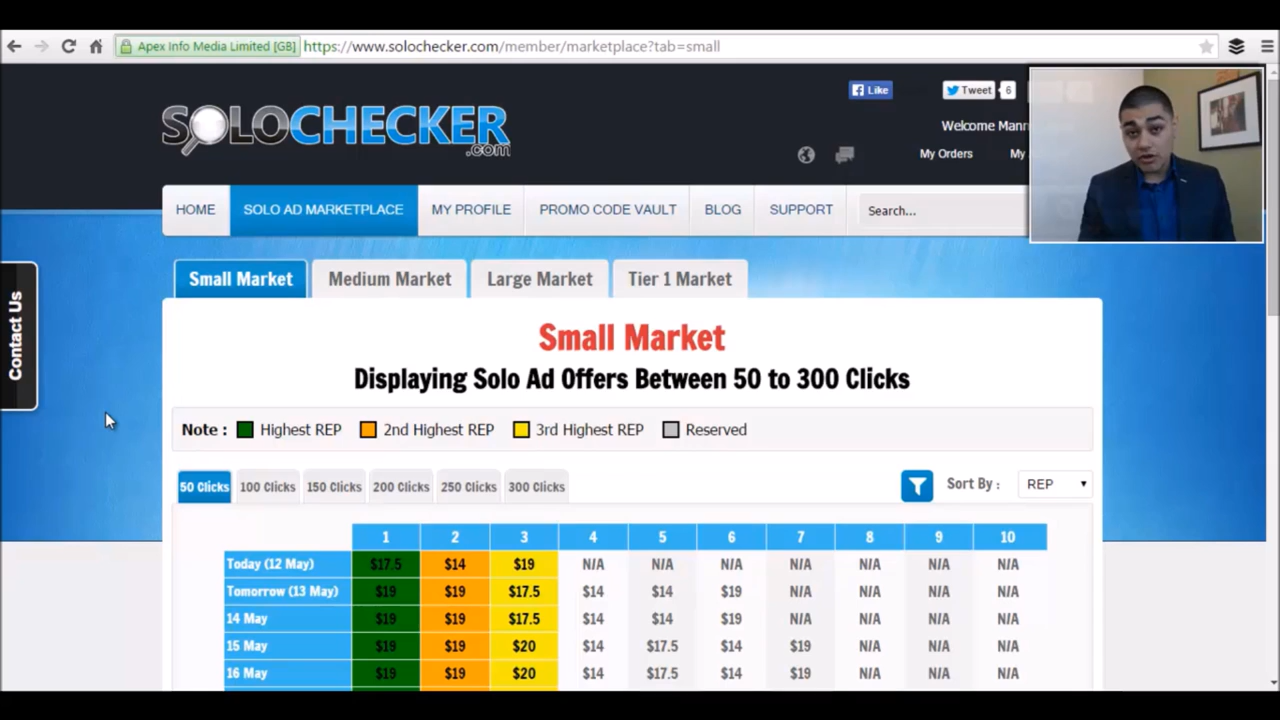 Apex Info Media Limited [GB] https://www.solochecker.com/member/marketplace?tab=small
Like Tweet 6
SOLOCHECKER.com
Welcome Mann
My Orders My
HOME SOLO AD MARKETPLACE MY PROFILE PROMO CODE VAULT BLOG SUPPORT Search...
Small Market Medium Market Large Market Tier 1 Market
Contact Us
Small Market
Displaying Solo Ad Offers Between 50 to 300 Clicks
Note : Highest REP 2nd Highest REP 3rd Highest REP Reserved
50 Clicks 100 Clicks 150 Clicks 200 Clicks 250 Clicks 300 Clicks Sort By : REP
1 2 3 4 5 6 7 8 9 10
Today (12 May) $17.5 $14 $19 N/A N/A N/A N/A N/A N/A N/A
Tomorrow (13 May) $19 $19 $17.5 $14 $14 $19 N/A N/A N/A N/A
14 May $19 $19 $17.5 $14 $14 $19 N/A N/A N/A N/A
15 May $19 $19 $20 $14 $17.5 $14 $19 N/A N/A N/A
16 May $19 $19 $20 $14 $17.5 $14 $19 N/A N/A N/A